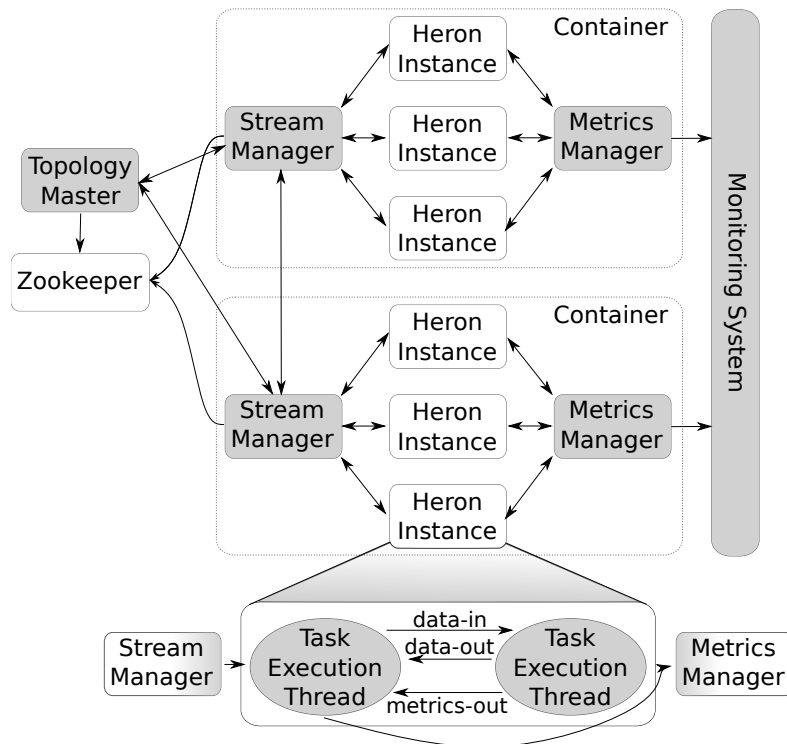 Heron
Instance
Container
Stream
Manager
Heron
Instance
Metrics
Manager
Topology
Master
Heron
Instance
Zookeeper
Monitoring System
Heron
Instance
Container
Stream
Manager
Heron
Instance
Metrics
Manager
Heron
Instance
Stream
Manager
Task
Execution
Thread
data-in
data-out
metrics-out
Task
Execution
Thread
Metrics
Manager